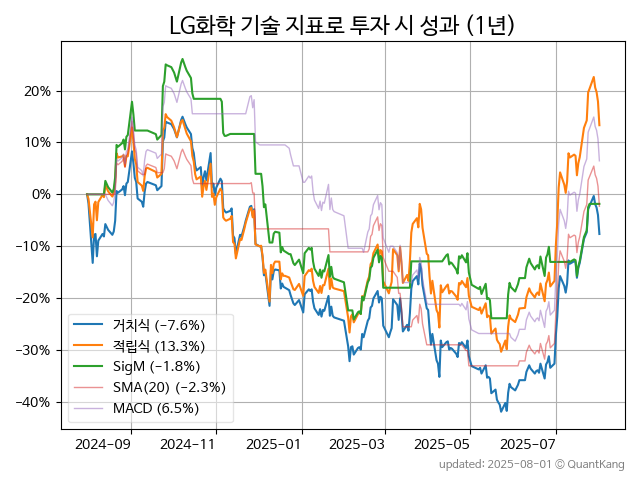 LG화학 기술 지표로 투자 시 성과 (1년)
20%
10%
0%
−10%
−20%
−30%
−40%
거치식 (−7.6%)
적립식 (13.3%)
SigM (−1.8%)
SMA(20) (−2.3%)
MACD (6.5%)
2024−09
2024−11
2025−01
2025−03
2025−05
2025−07
updated: 2025-08-01 © QuantKang